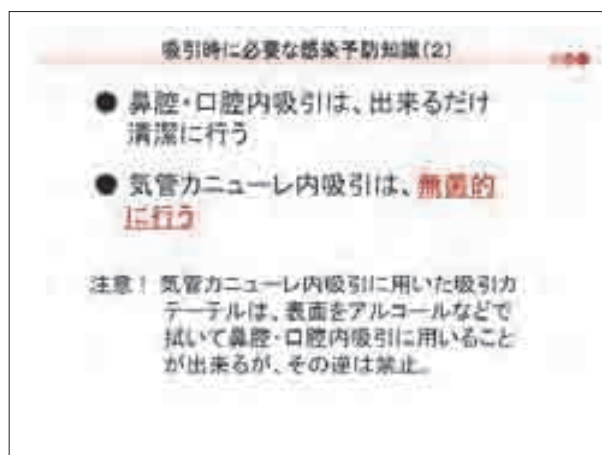 吸引時に必要な感染予防知識(2)
● 鼻腔・口腔内吸引は、出来るだけ
清潔に行う
● 気管カニューレ内吸引は、無菌的
に行う
注意！ 気管カニューレ内吸引に用いた吸引カ
テーテルは、表面をアルコールなどで
拭いて鼻腔・口腔内吸引に用いること
が出来るが、その逆は禁止。